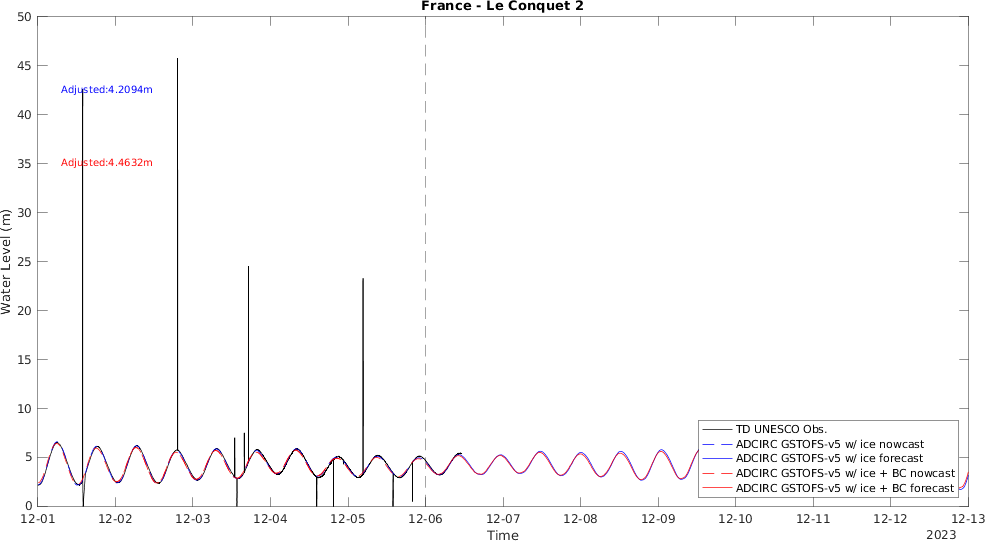 France - Le Conquet 2
50
45
40
35
30
25
20
15
10
5
0
Water Level (m)
Adjusted:4.2094m
Adjusted:4.4632m
TD UNESCO Obs.
ADCIRC GSTOFS-v5 w/ ice nowcast
ADCIRC GSTOFS-v5 w/ ice forecast
ADCIRC GSTOFS-v5 w/ ice + BC nowcast
ADCIRC GSTOFS-v5 w/ ice + BC forecast
12-01 12-02 12-03 12-04 12-05 12-06 12-07 12-08 12-09 12-10 12-11 12-12 12-13
Time
2023